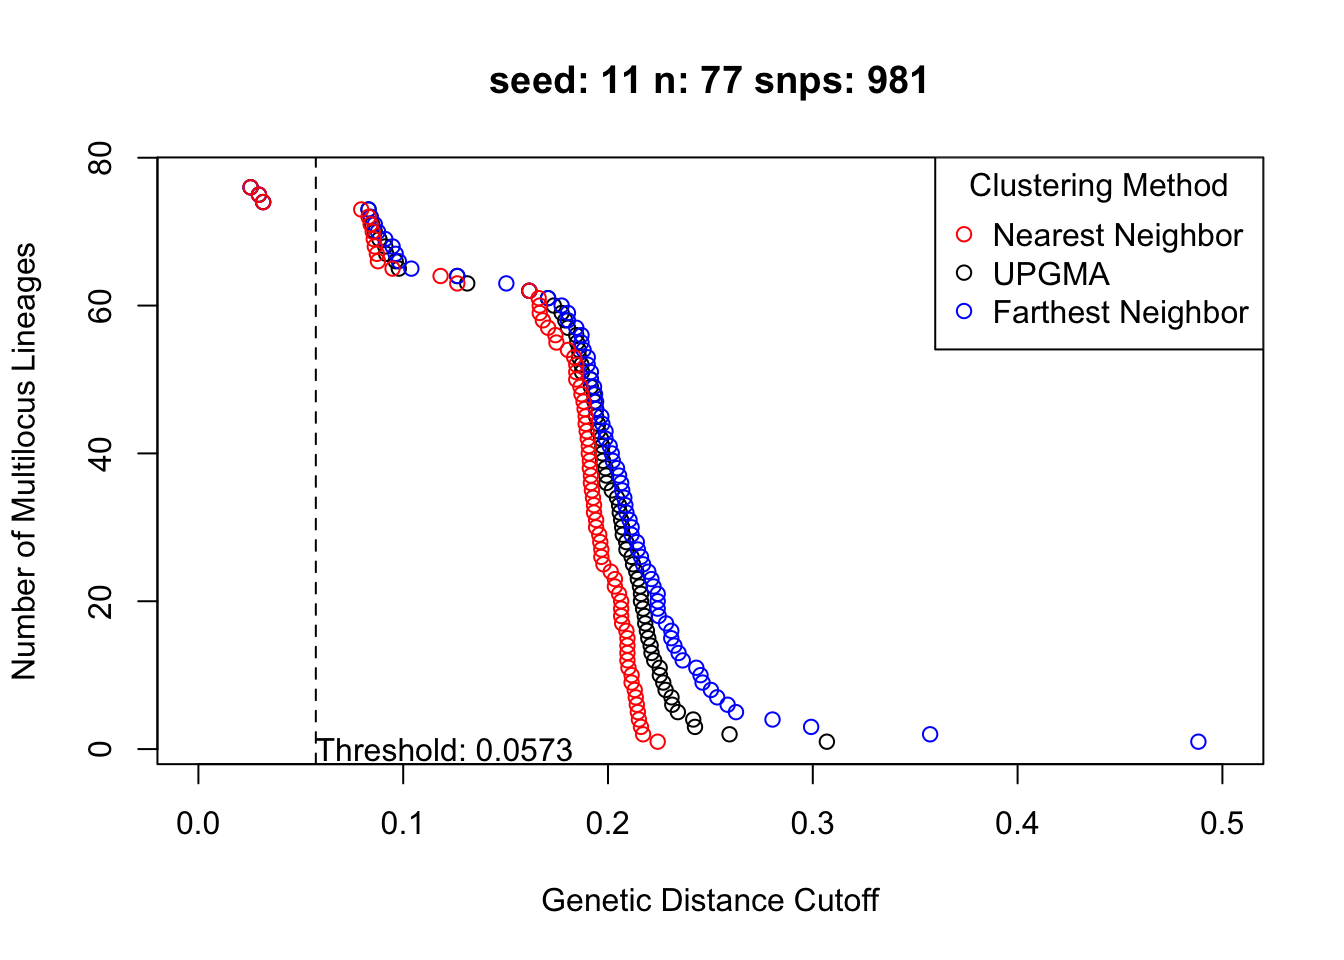 seed: 11 n: 77 snps: 981
Number of Multilocus Lineages
80
60
40
20
0
Clustering Method
Nearest Neighbor
UPGMA
Farthest Neighbor
Threshold: 0.0573
0.0 0.1 0.2 0.3 0.4 0.5
Genetic Distance Cutoff